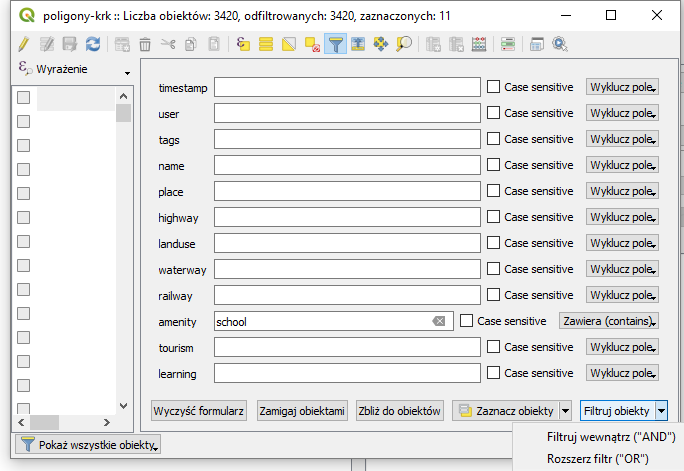 poligony-krk :: Liczba obiektów: 3420, odfiltrowanych: 3420, zaznaczonych: 11
Wyrażenie
timestamp Case sensitive Wyklucz pole
user Case sensitive Wyklucz pole
tags Case sensitive Wyklucz pole
name Case sensitive Wyklucz pole
place Case sensitive Wyklucz pole
highway Case sensitive Wyklucz pole
landuse Case sensitive Wyklucz pole
waterway Case sensitive Wyklucz pole
railway Case sensitive Wyklucz pole
amenity school Case sensitive Zawiera (contains)
tourism Case sensitive Wyklucz pole
learning Case sensitive Wyklucz pole
Wyczyść formularz Zamigaj obiektami Zbliż do obiektów Zaznacz obiekty Filtruj obiekty
Pokaż wszystkie obiekty
Filtruj wewnątrz ("AND")
Rozszerz filtr ("OR")